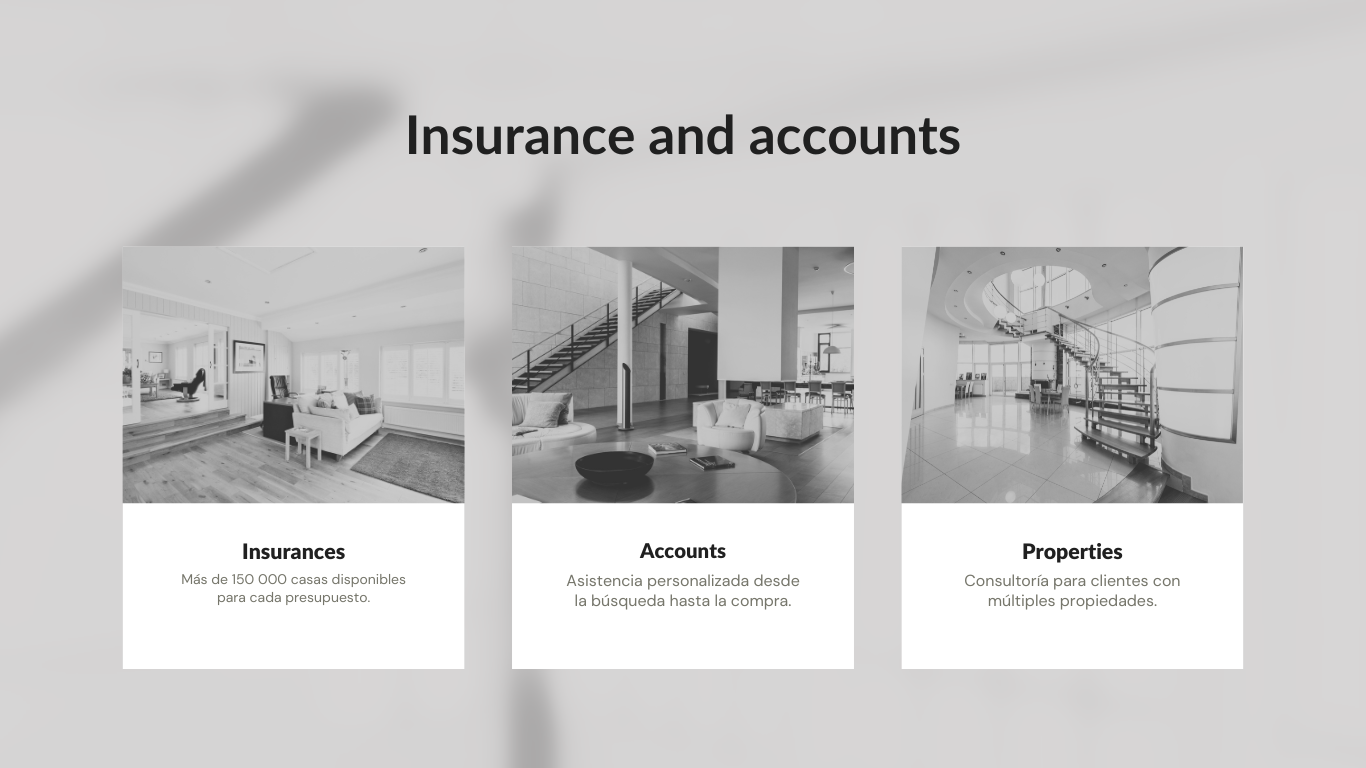 Insurance and accounts
Insurances
Más de 150 000 casas disponibles
para cada presupuesto.
Accounts
Asistencia personalizada desde
la búsqueda hasta la compra.
Properties
Consultoría para clientes con
múltiples propiedades.